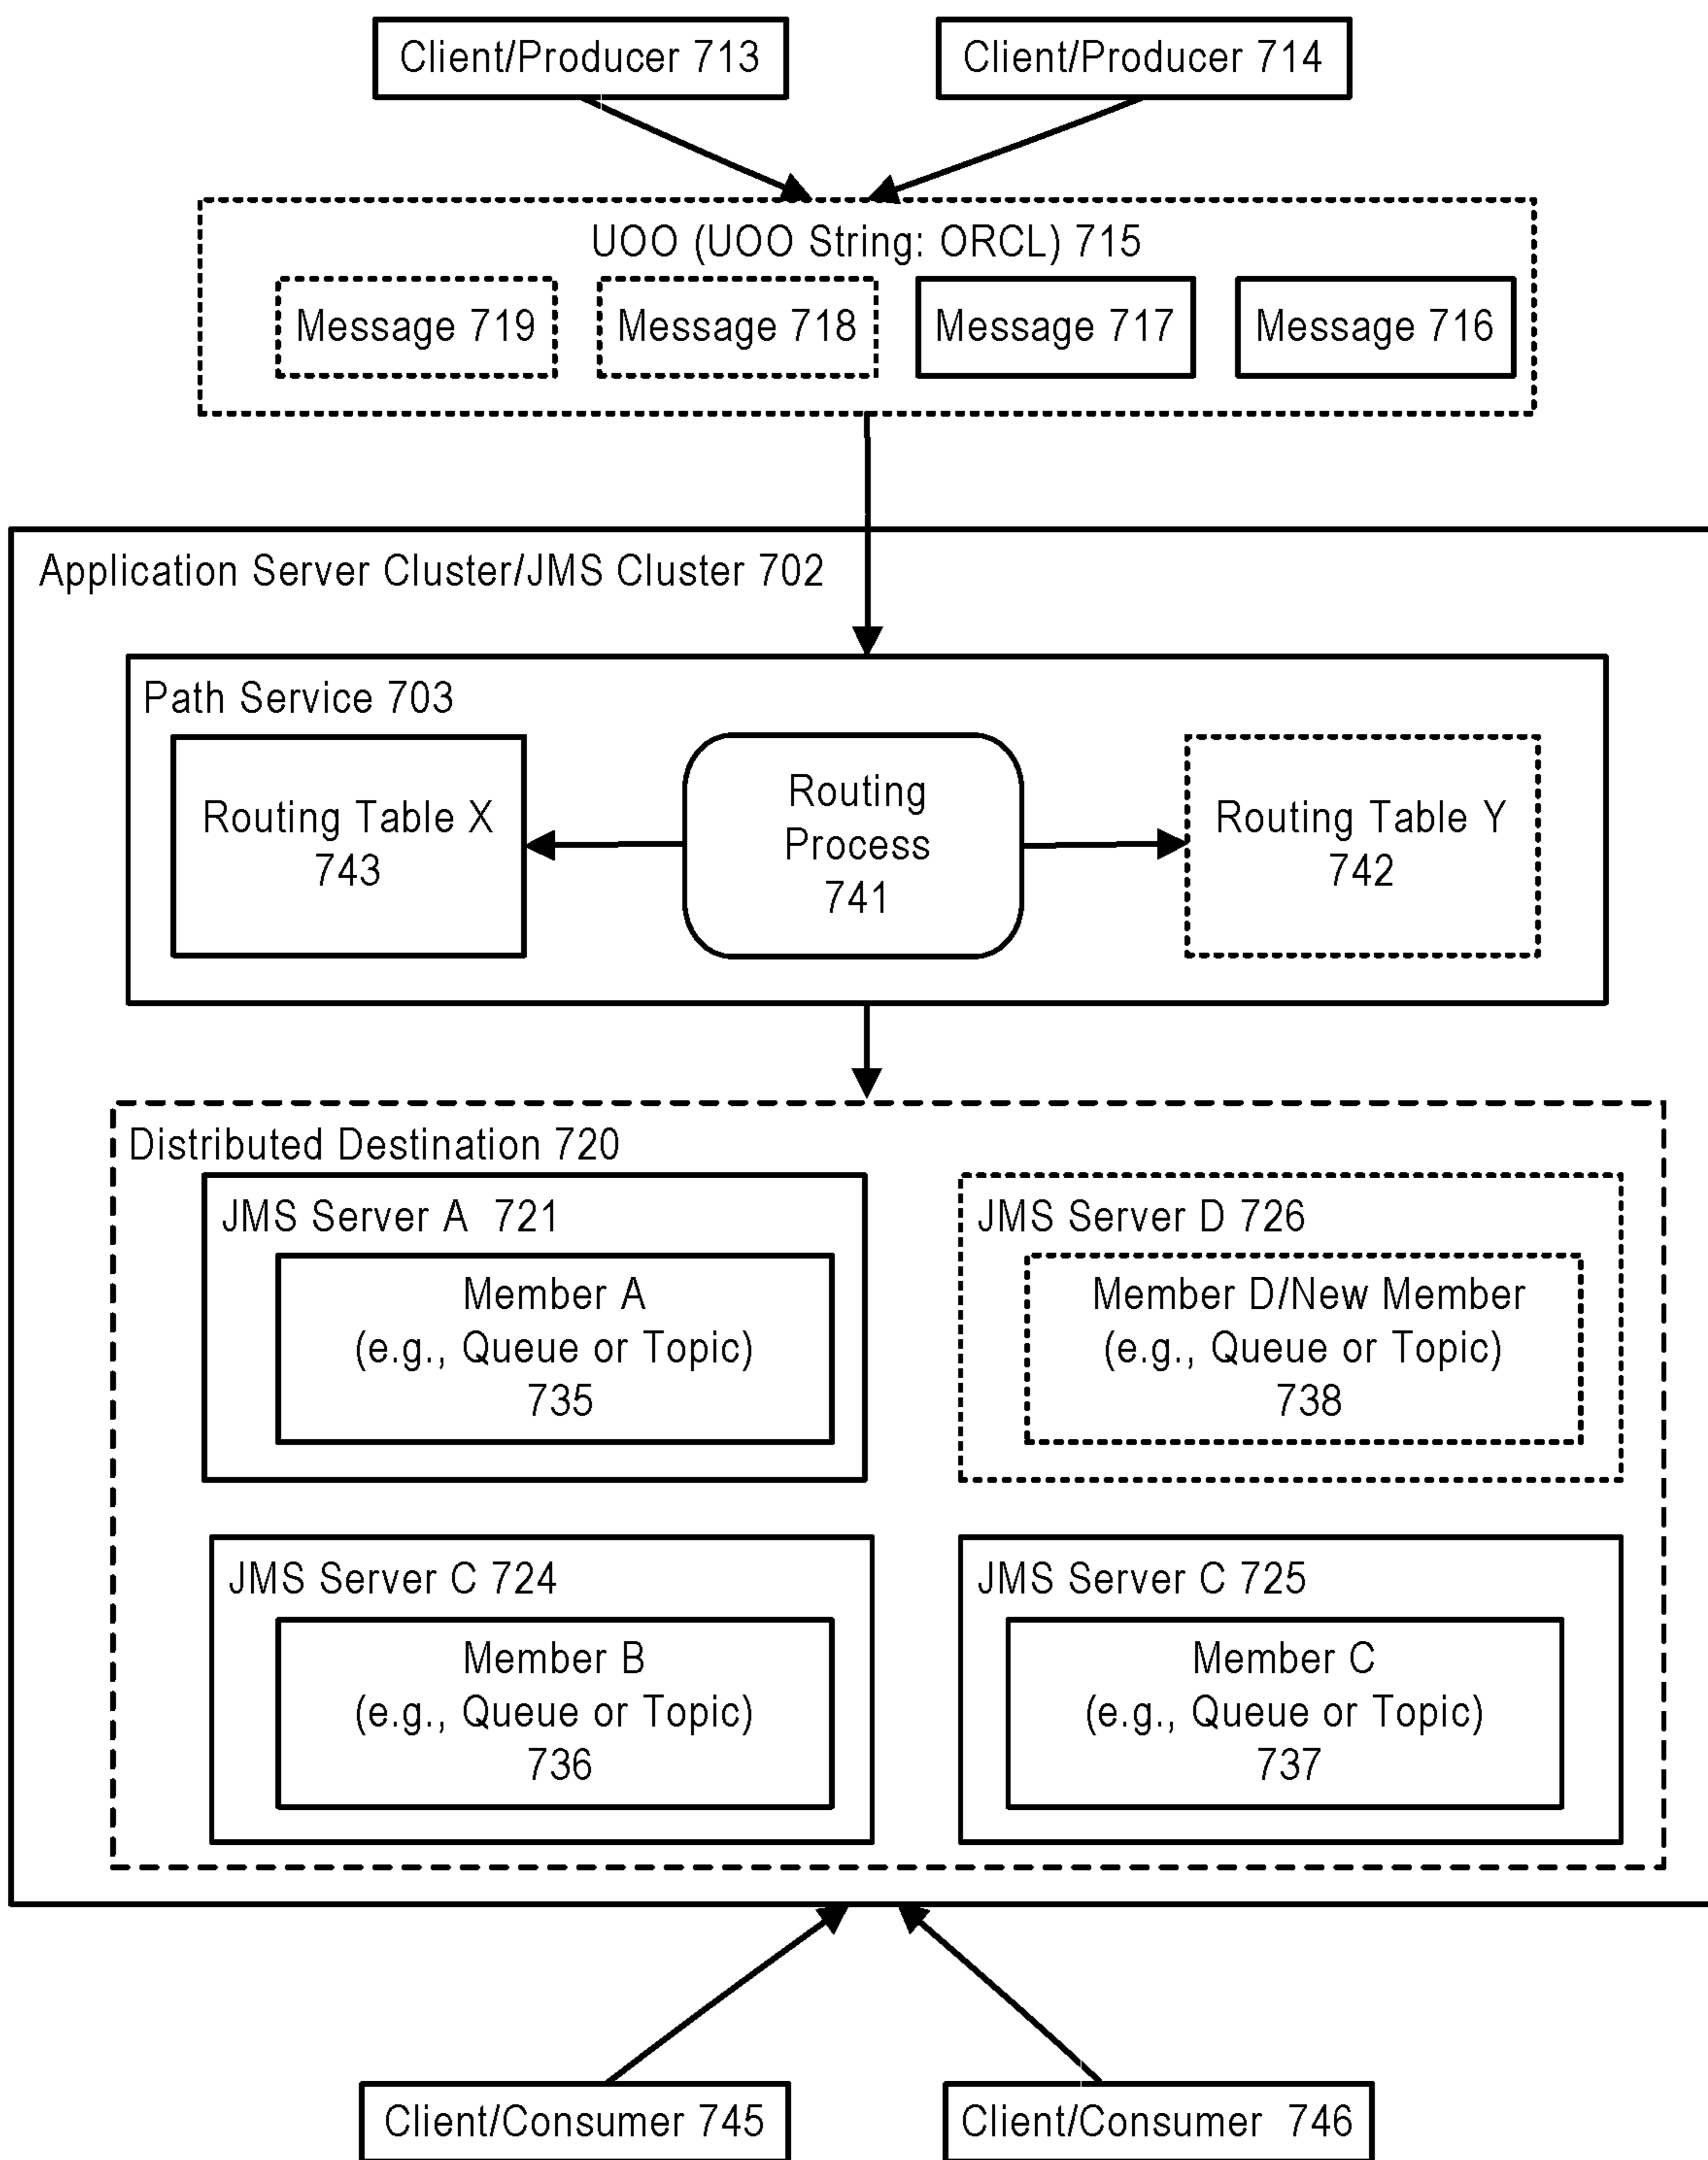 Client/Producer 713
Client/Producer 714
UOO (UOO String: ORCL) 715
Message 719
Message 718
Message 717
Message 716
Application Server Cluster/JMS Cluster 702
Path Service 703
Routing Table X
743
Routing
Process
741
Routing Table Y
742
Distributed Destination 720
JMS Server A 721
Member A
(e.g., Queue or Topic)
735
JMS Server D 726
Member D/New Member
(e.g., Queue or Topic)
738
JMS Server C 724
Member B
(e.g., Queue or Topic)
736
JMS Server C 725
Member C
(e.g., Queue or Topic)
737
Client/Consumer 745
Client/Consumer 746